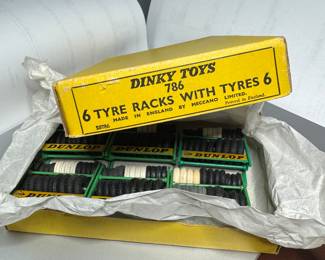 DINKY TOYS
786
6 TYRE RACKS WITH TYRES 6
MADE IN ENGLAND BY MECCANO LIMITED.
Printed in England
DUNLOP
DUNLOP
DUNLOP
DUNLOP